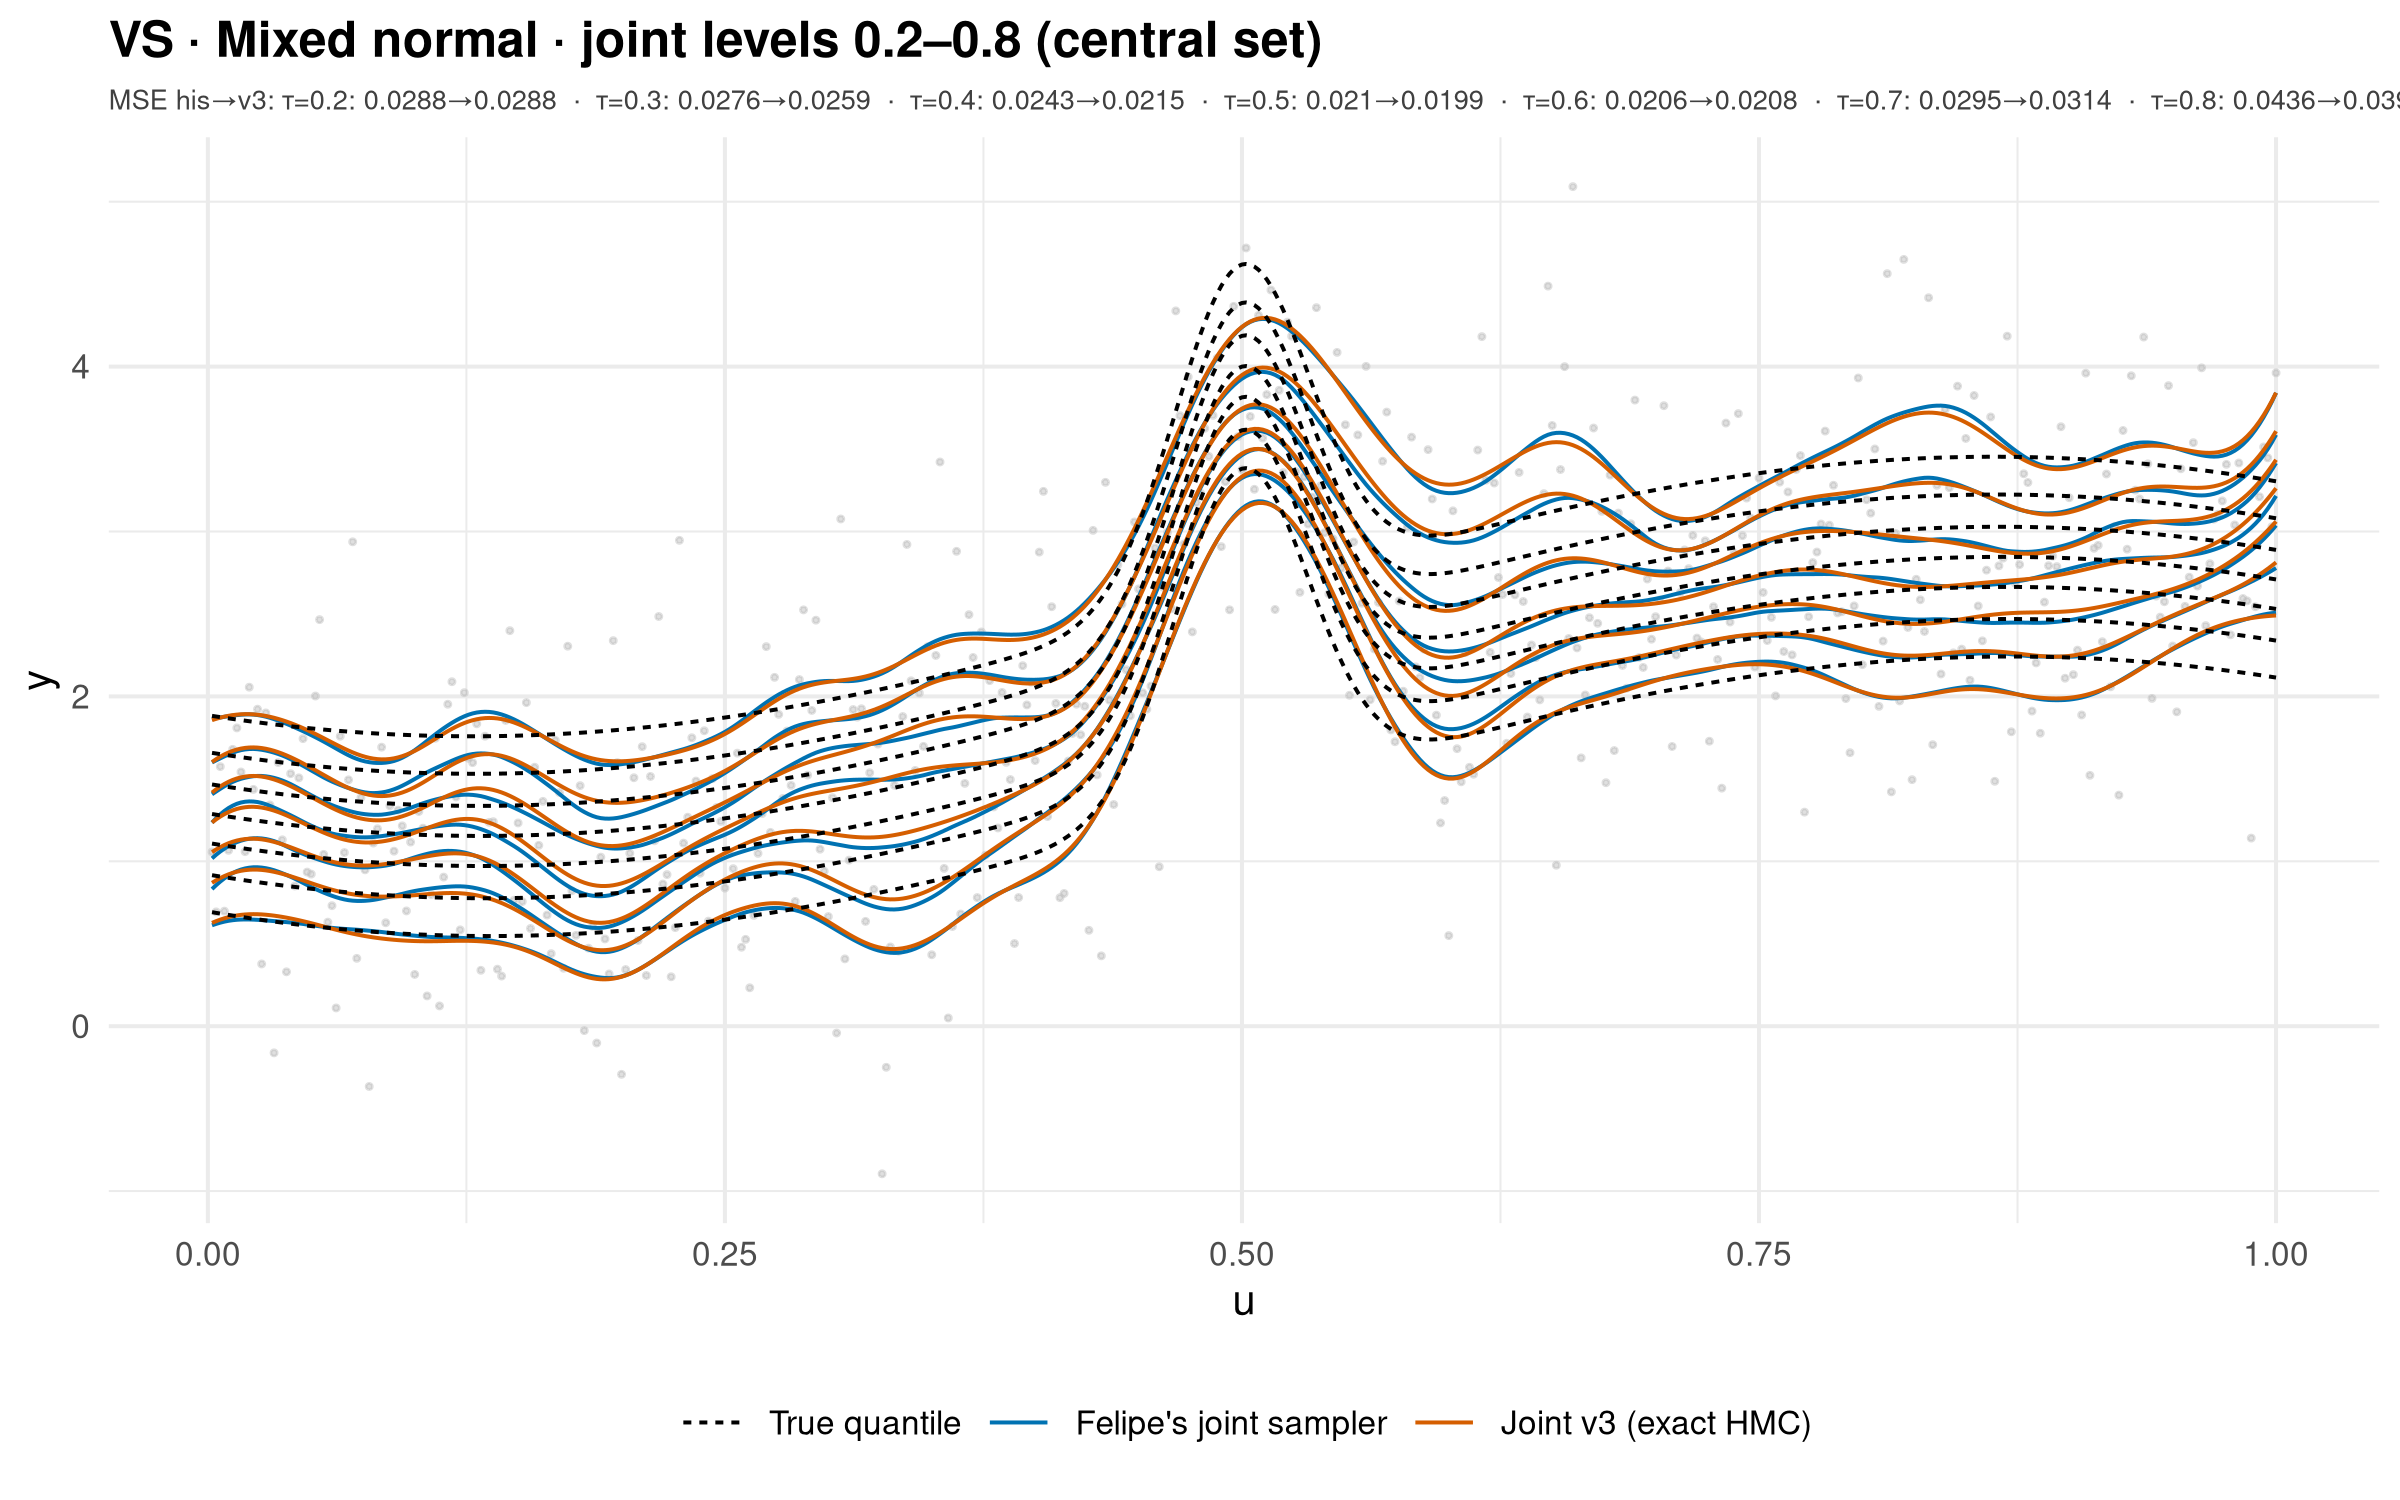 VS · Mixed normal · joint levels 0.2–0.8 (central set)
MSE his→v3: τ=0.2: 0.0288→0.0288 · τ=0.3: 0.0276→0.0259 · τ=0.4: 0.0243→0.0215 · τ=0.5: 0.021→0.0199 · τ=0.6: 0.0206→0.0208 · τ=0.7: 0.0295→0.0314 · τ=0.8: 0.0436→
y
4
2
0
0.00 0.25 0.50 0.75 1.00
u
True quantile Felipe's joint sampler Joint v3 (exact HMC)